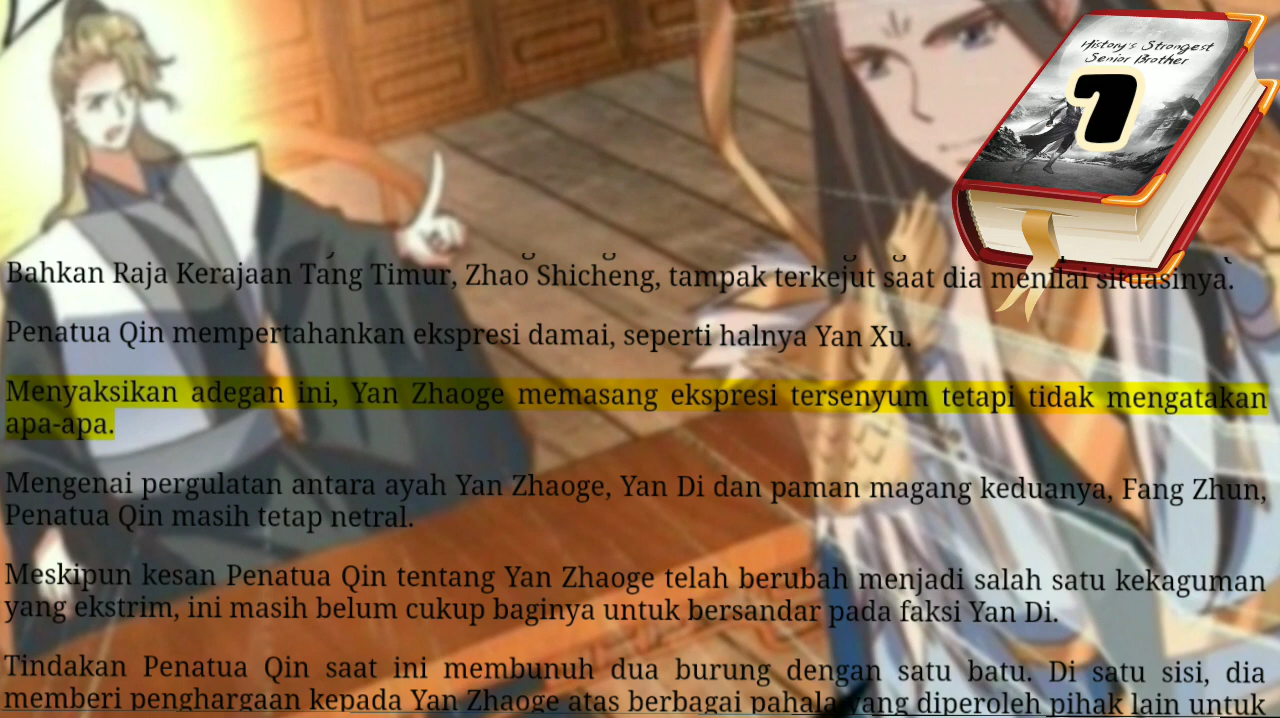 History's Strongest
Senior Brother
1
Bahkan Raja Kerajaan Tang Timur, Zhao Shicheng, tampak terkejut saat dia menilai situasinya.
Penatua Qin mempertahankan ekspresi damai, seperti halnya Yan Xu.
Menyaksikan adegan ini, Yan Zhaoge memasang ekspresi tersenyum tetapi tidak mengatakan
apa-apa.
Mengenai pergulatan antara ayah Yan Zhaoge, Yan Di dan paman magang keduanya, Fang Zhun,
Penatua Qin masih tetap netral.
Meskipun kesan Penatua Qin tentang Yan Zhaoge telah berubah menjadi salah satu kekaguman
yang ekstrim, ini masih belum cukup baginya untuk bersandar pada faksi Yan Di.
Tindakan Penatua Qin saat ini membunuh dua burung dengan satu batu. Di satu sisi, dia
memberi penghargaan kepada Yan Zhaoge atas berbagai pahala yang diperoleh pihak lain untuk